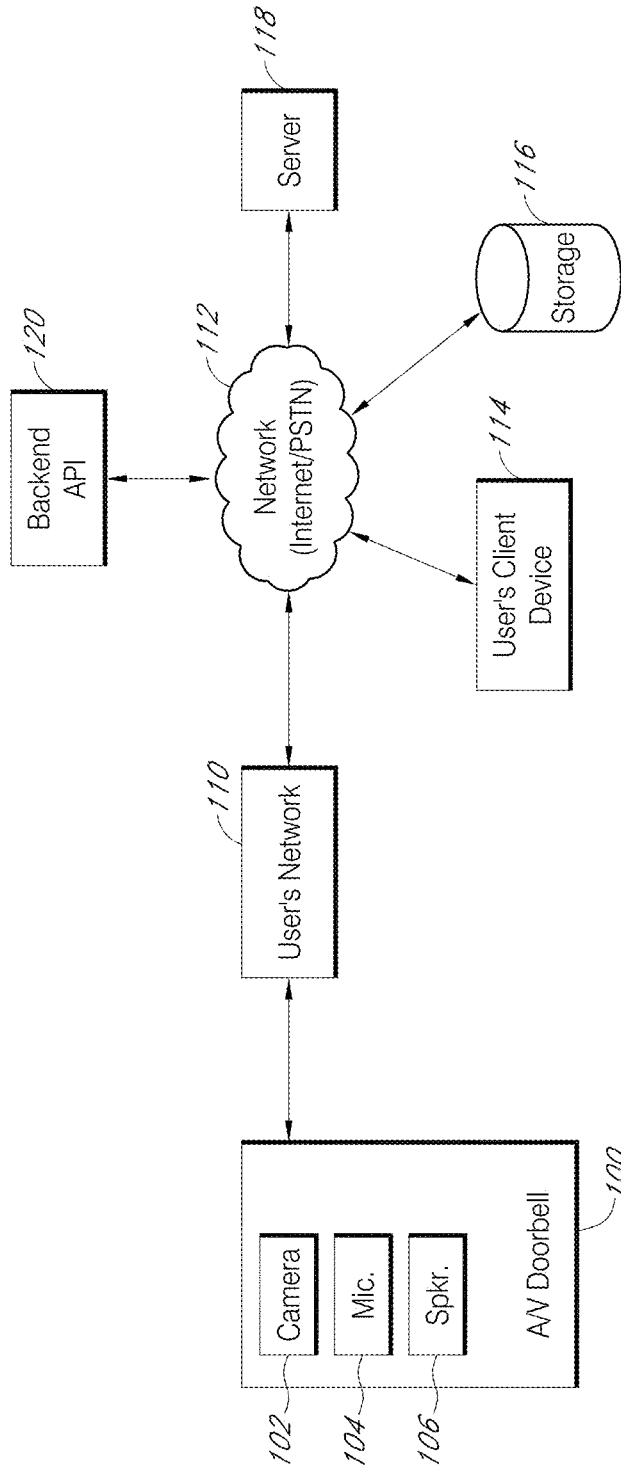 118
Server
120
Backend
API
112
Network
(Internet/PSTN)
116
Storage
114
User's Client
Device
110
User's Network
102
Camera
104
Mic.
106
Spkr.
A/V Doorbell
100